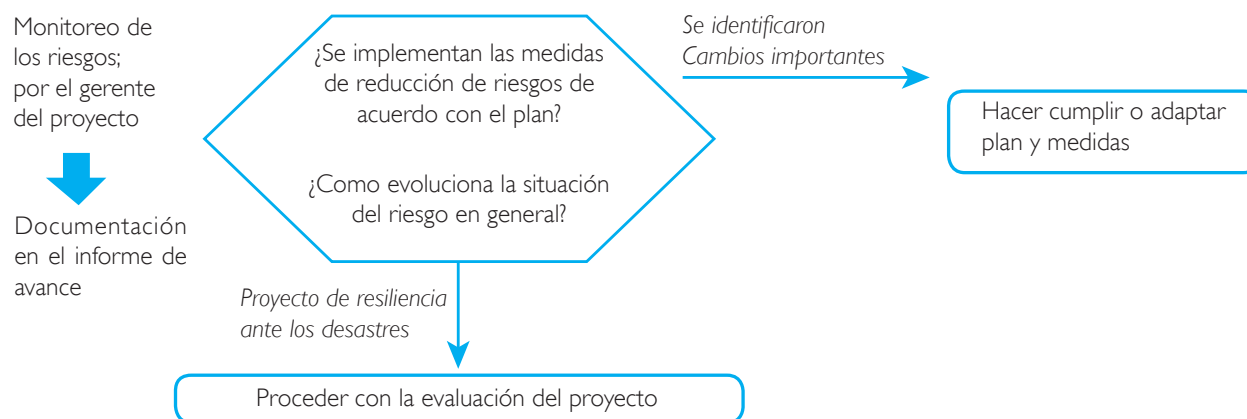 Monitoreo de
los riesgos;
por el gerente
del proyecto
Documentación
en el informe de
avance
¿Se implementan las medidas
de reducción de riesgos de
acuerdo con el plan?
¿Como evoluciona la situación
del riesgo en general?
Se identificaron
Cambios importantes
Hacer cumplir o adaptar
plan y medidas
Proyecto de resiliencia
ante los desastres
Proceder con la evaluación del proyecto